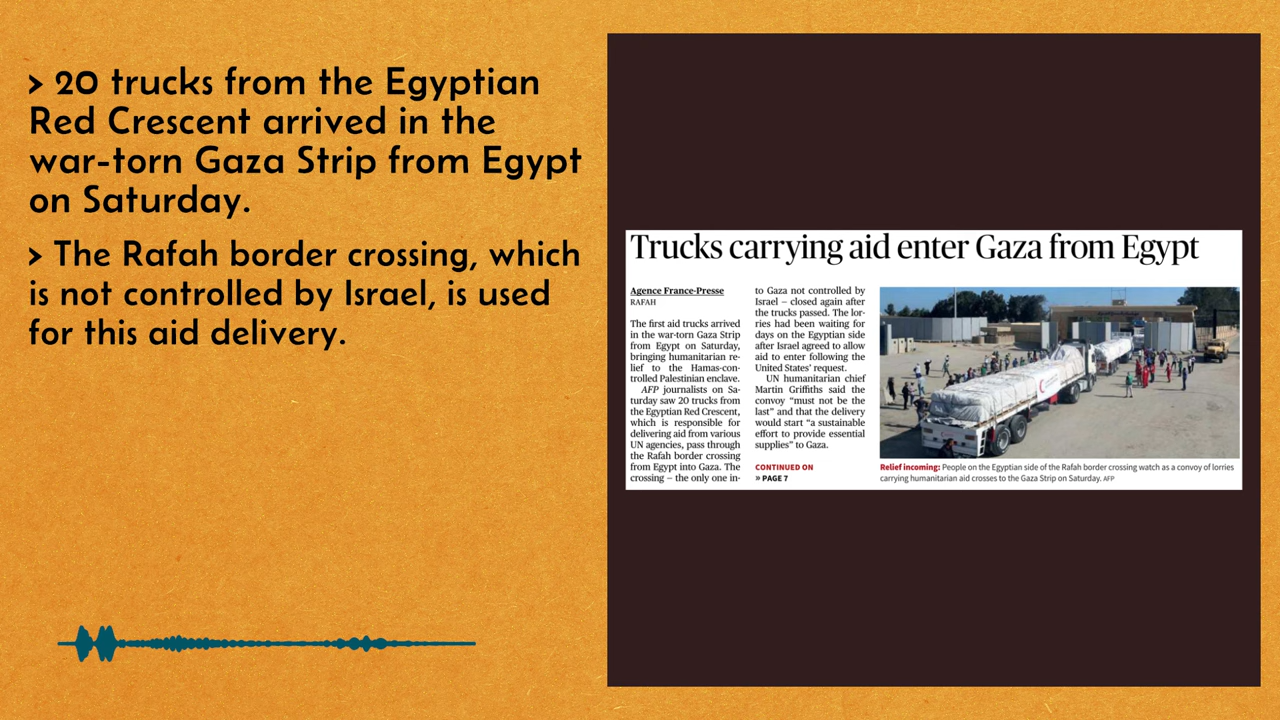 > 20 trucks from the Egyptian
Red Crescent arrived in the
war-torn Gaza Strip from Egypt
on Saturday.
> The Rafah border crossing, which
is not controlled by Israel, is used
for this aid delivery.
Trucks carrying aid enter Gaza from Egypt
Agence France-Presse
RAFAH
The first aid trucks arrived
in the war-torn Gaza Strip
from Egypt on Saturday,
bringing humanitarian re-
lief to the Hamas-con-
trolled Palestinian enclave.
AFP journalists on Sa-
turday saw 20 trucks from
the Egyptian Red Crescent,
which is responsible for
delivering aid from various
UN agencies, pass through
the Rafah border crossing
from Egypt into Gaza. The
crossing – the only one in-
to Gaza not controlled by
Israel – closed again after
the trucks passed. The lor-
ries had been waiting for
days on the Egyptian side
after Israel agreed to allow
aid to enter following the
United States' request.
UN humanitarian chief
Martin Griffiths said the
convoy “must not be the
last” and that the delivery
would start “a sustainable
effort to provide essential
supplies” to Gaza.
CONTINUED ON
» PAGE 7
Relief incoming: People on the Egyptian side of the Rafah border crossing watch as a convoy of lorries
carrying humanitarian aid crosses to the Gaza Strip on Saturday. AFP